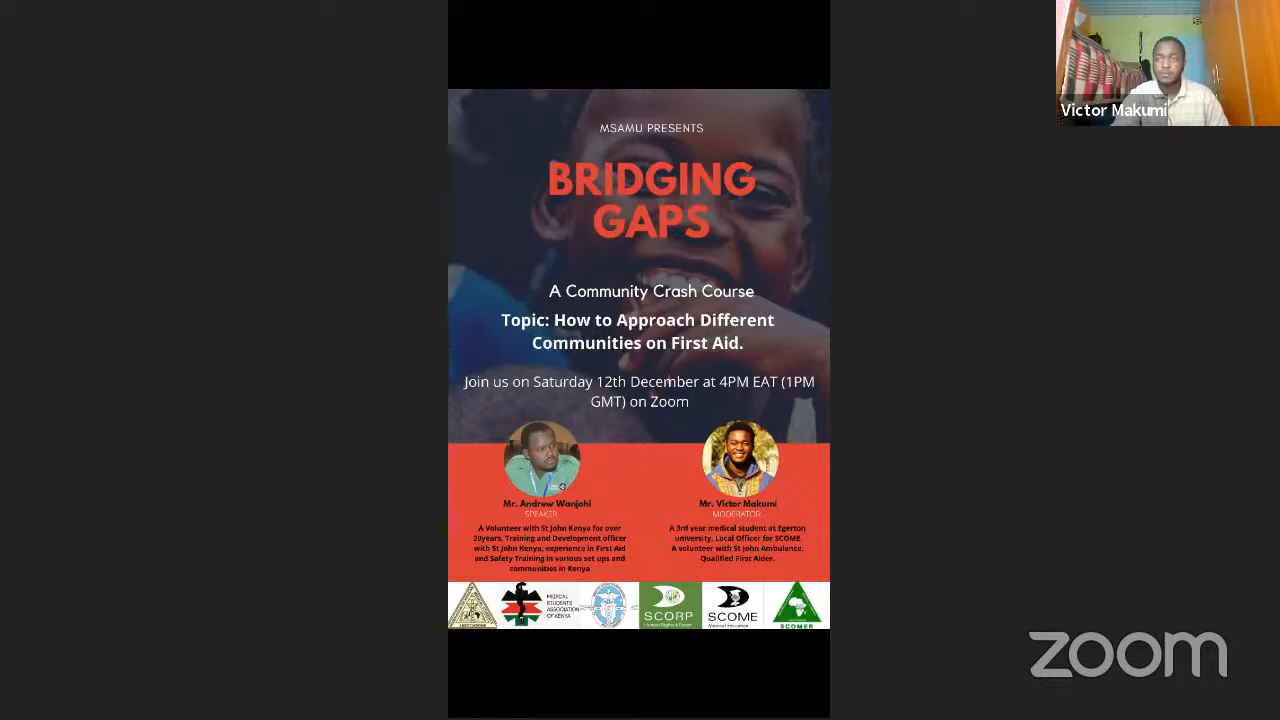 MSAMU PRESENTS
BRIDGING
GAPS
A Community Crash Course
Topic: How to Approach Different
Communities on First Aid.
Join us on Saturday 12th December at 4PM EAT (1PM
GMT) on Zoom
Mr. Andrew Wanjohi
SPEAKER
A Volunteer with St John Kenya for over
20years, Training and Development officer
with St John Kenya, experience in First Aid
and Safety Training in various set ups and
communities in Kenya
Mr. Victor Makumi
MODERATOR
A 3rd year medical student at Egerton
university, Local Officer for SCOME.
A volunteer with St John Ambulance.
Qualified First Aider.
MEDICAL
STUDENTS
ASSOCIATION
OF KENYA
SCORP
Human Rights & Peace
SCOME
Medical Education
SCOMER
Victor Makumi
zoom